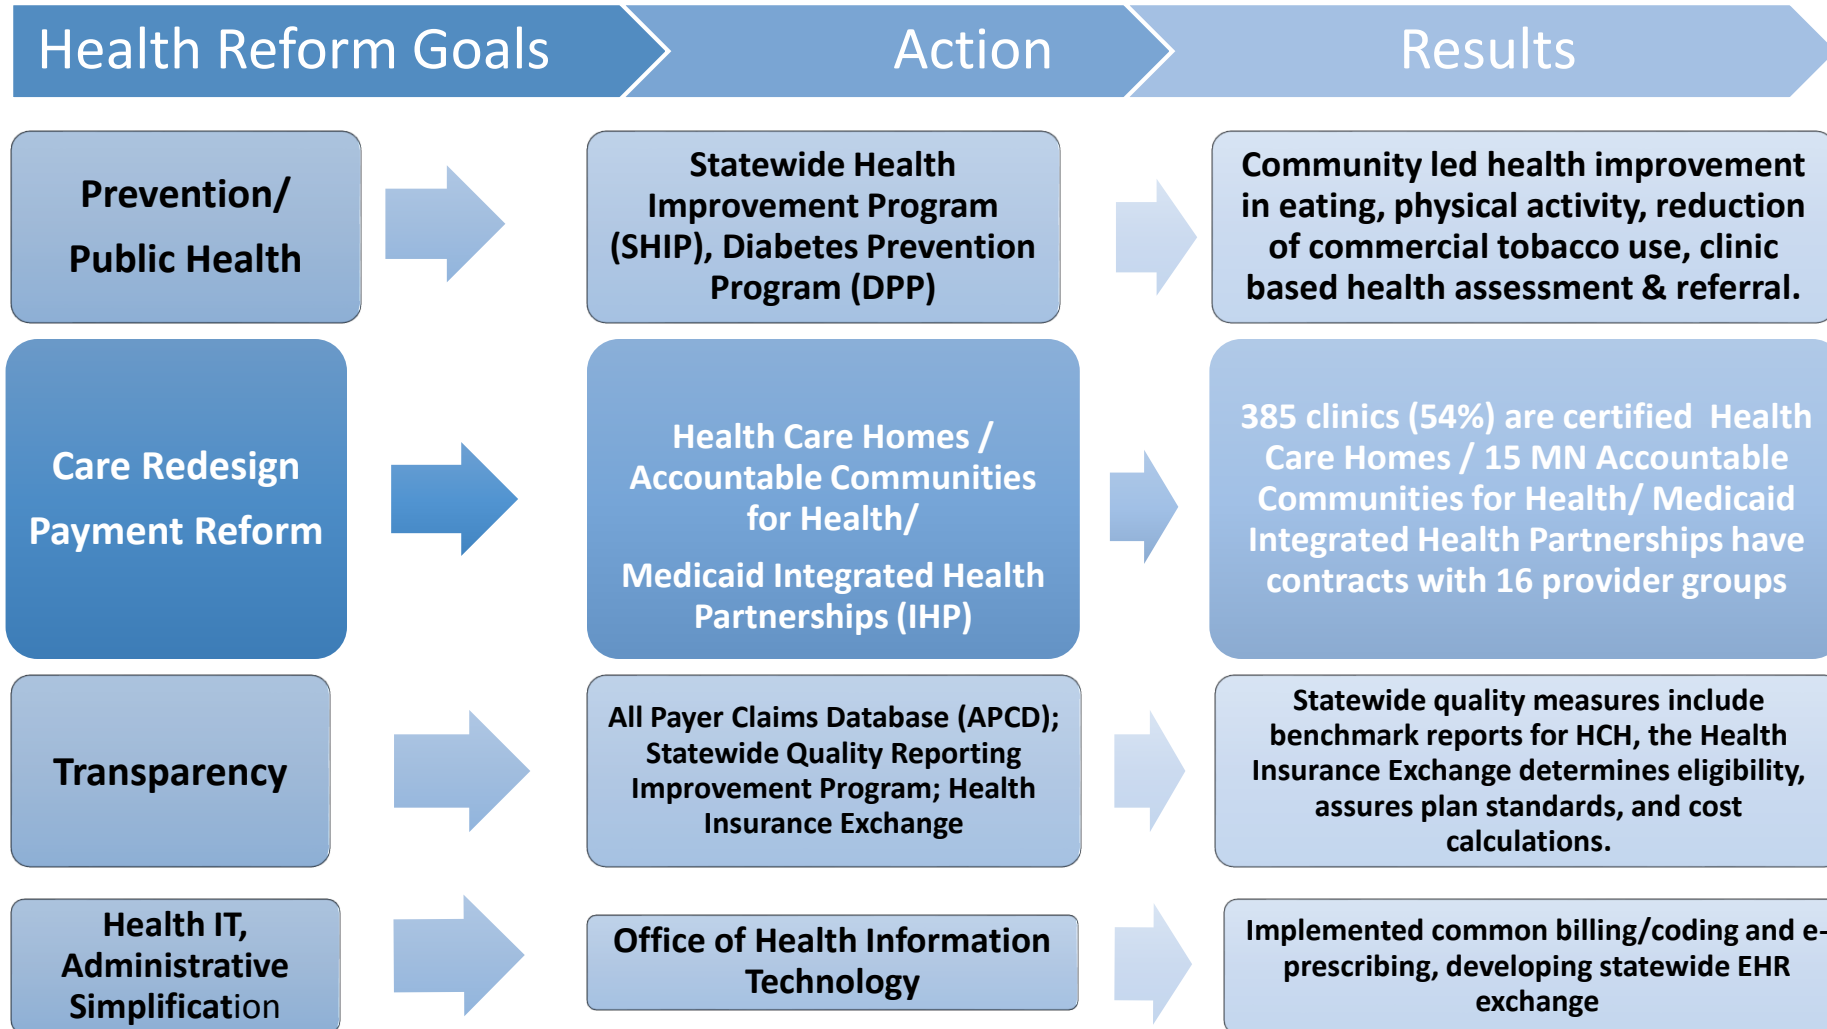 Health Reform Goals
Action
Results
Prevention/
Public Health
Statewide Health
Improvement Program
(SHIP), Diabetes Prevention
Program (DPP)
Community led health improvement
in eating, physical activity, reduction
of commercial tobacco use, clinic
based health assessment & referral.
Care Redesign
Payment Reform
Health Care Homes /
Accountable Communities
for Health/
Medicaid Integrated Health
Partnerships (IHP)
385 clinics (54%) are certified Health
Care Homes / 15 MN Accountable
Communities for Health/ Medicaid
Integrated Health Partnerships have
contracts with 16 provider groups
Transparency
All Payer Claims Database (APCD);
Statewide Quality Reporting
Improvement Program; Health
Insurance Exchange
Statewide quality measures include
benchmark reports for HCH, the Health
Insurance Exchange determines eligibility,
assures plan standards, and cost
calculations.
Health IT,
Administrative
Simplification
Office of Health Information
Technology
Implemented common billing/coding and e-
prescribing, developing statewide EHR
exchange